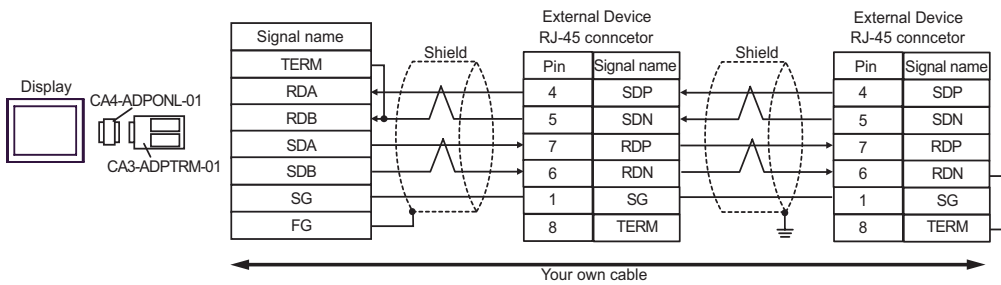 Display
CA4-ADPONL-01
CA3-ADPTRM-01
Signal name
TERM
RDA
RDB
SDA
SDB
SG
FG
Shield
External Device
RJ-45 conncetor
Pin Signal name
4 SDP
5 SDN
7 RDP
6 RDN
1 SG
8 TERM
Shield
External Device
RJ-45 conncetor
Pin Signal name
4 SDP
5 SDN
7 RDP
6 RDN
1 SG
8 TERM
Your own cable